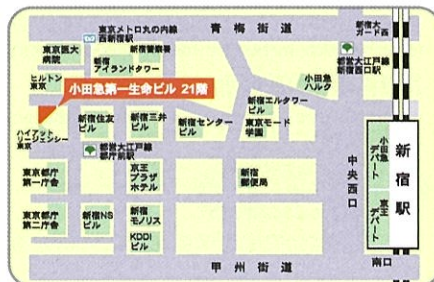 東京メトロ丸の内線
西新宿駅
青梅街道
新宿大
ガード西
新宿警察署
東京医大
病院
新宿
アイランドタワー
都営大江戸線
新宿西口駅
ヒルトン
東京
小田急
ハルク
小田急第一生命ビル 21階
新宿エルタワー
ビル
ハイアット
リージェンシー
東京
新宿住友
ビル
新宿三井
ビル
新宿センター
ビル
東京モード
学園
都営大江戸線
都庁前駅
中央西口
小田急
デパート
新宿駅
東京都庁
第一庁舎
京王
プラザ
ホテル
新宿
郵便局
京王
デパート
東京都庁
第二庁舎
新宿NS
ビル
新宿
モノリス
KDDI
ビル
南口
甲州街道